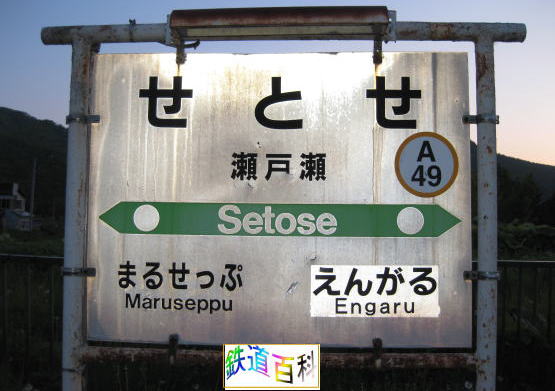 せとせ
瀬戸瀬
A
49
Setose
まるせっぷ
Maruseppu
えんがる
Engaru
鉄道百科